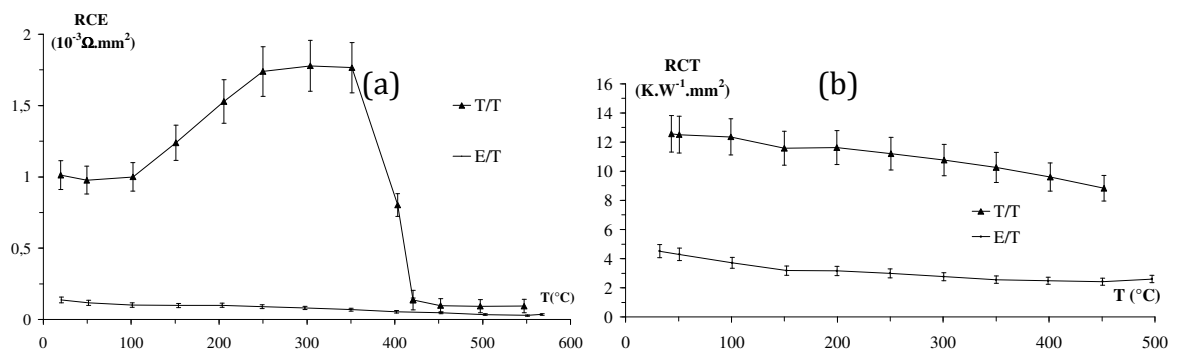 RCE
(10⁻³Ω.mm²)
2
1,5
1
0,5
0
0
100
200
300
400
500
600
T(°C)
(a)
T/T
E/T
RCT
(K.W⁻¹.mm²)
16
14
12
10
8
6
4
2
0
0
100
200
300
400
500
T (°C)
(b)
T/T
E/T